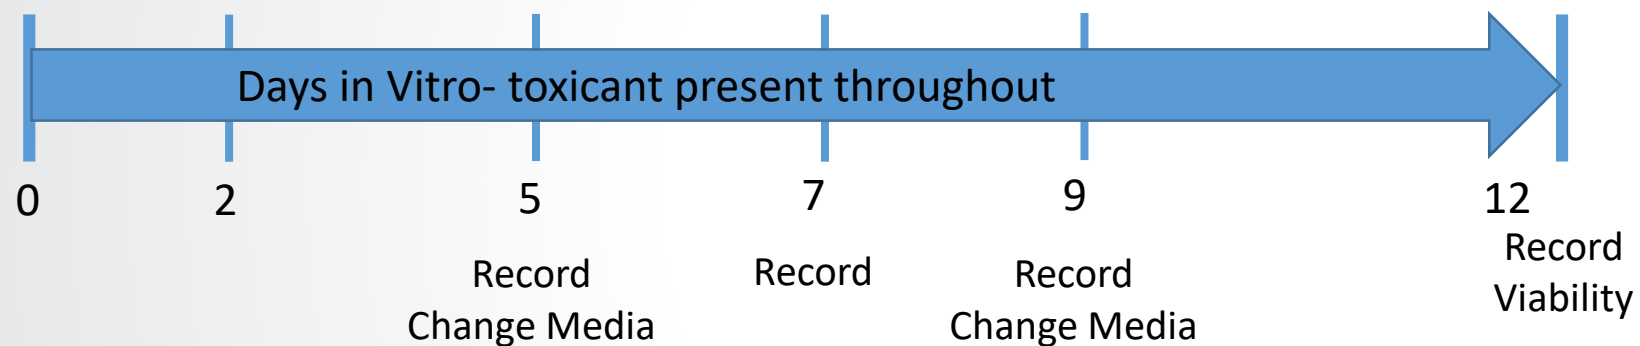 Days in Vitro- toxicant present throughout
0 2 5 7 9 12
Record Record Record Record
Change Media Change Media Viability